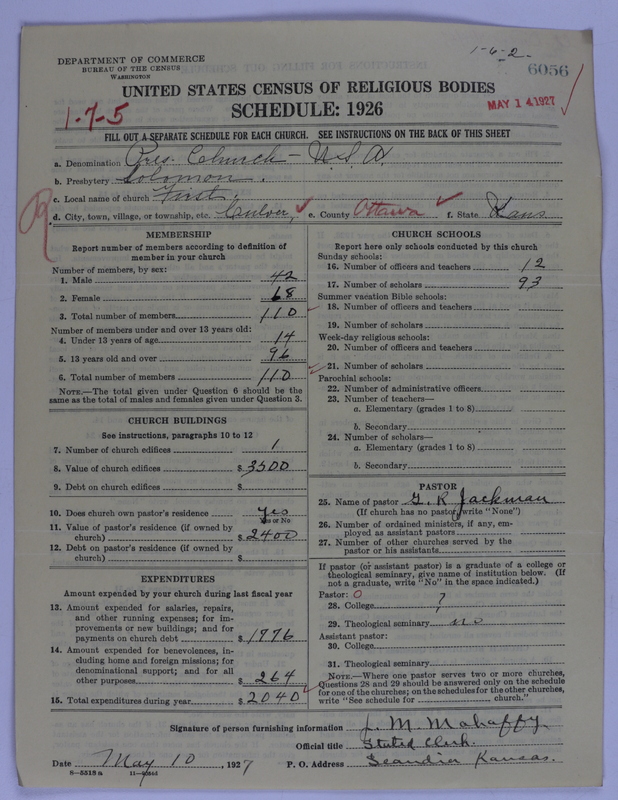 1-6-2-
DEPARTMENT OF COMMERCE
BUREAU OF THE CENSUS
WASHINGTON
6056
UNITED STATES CENSUS OF RELIGIOUS BODIES
SCHEDULE: 1926
MAY 14 1927
1-7-5
FILL OUT A SEPARATE SCHEDULE FOR EACH CHURCH. SEE INSTRUCTIONS ON THE BACK OF THIS SHEET
a. Denomination Pres. Church - U.S.A.
b. Presbytery Solomon.
c. Local name of church First,
d. City, town, village, or township, etc. Culver, e. County Ottawa f. State Kans
MEMBERSHIP
Report number of members according to definition of
member in your church
Number of members, by sex:
1. Male 42
2. Female 68
3. Total number of members 110
Number of members under and over 13 years old:
4. Under 13 years of age 14
5. 13 years old and over 96
6. Total number of members 110
NOTE.—The total given under Question 6 should be the
same as the total of males and females given under Question 3.
CHURCH BUILDINGS
See instructions, paragraphs 10 to 12
7. Number of church edifices 1
8. Value of church edifices $ 3500
9. Debt on church edifices $
10. Does church own pastor's residence Yes
Yes or No
11. Value of pastor's residence (if owned by
church) $ 2400
12. Debt on pastor's residence (if owned by
church) $
EXPENDITURES
Amount expended by your church during last fiscal year
13. Amount expended for salaries, repairs,
and other running expenses; for im-
provements or new buildings; and for
payments on church debt $ 1776
14. Amount expended for benevolences, in-
cluding home and foreign missions; for
denominational support; and for all
other purposes $ 264
15. Total expenditures during year $ 2040
CHURCH SCHOOLS
Report here only schools conducted by this church
Sunday schools:
16. Number of officers and teachers 12
17. Number of scholars 93
Summer vacation Bible schools:
18. Number of officers and teachers
19. Number of scholars
Week-day religious schools:
20. Number of officers and teachers
21. Number of scholars
Parochial schools:
22. Number of administrative officers
23. Number of teachers—
a. Elementary (grades 1 to 8)
b. Secondary
24. Number of scholars—
a. Elementary (grades 1 to 8)
b. Secondary
PASTOR
25. Name of pastor G. R. Jackman
(If church has no pastor, write "None")
26. Number of ordained ministers, if any, em-
ployed as assistant pastors
27. Number of other churches served by the
pastor or his assistants
If pastor (or assistant pastor) is a graduate of a college or
theological seminary, give name of institution below. (If
not a graduate, write "No" in the space indicated.)
Pastor: 0
28. College ?
29. Theological seminary no
Assistant pastor:
30. College
31. Theological seminary
NOTE.—Where one pastor serves two or more churches,
Questions 28 and 29 should be answered only on the schedule
for one of the churches; on the schedules for the other churches,
write "See schedule for church."
Signature of person furnishing information J. M. Mahaffy
Official title Stated Clerk.
Date May 10, 1927 P. O. Address Scandia Kansas.
8—5518a